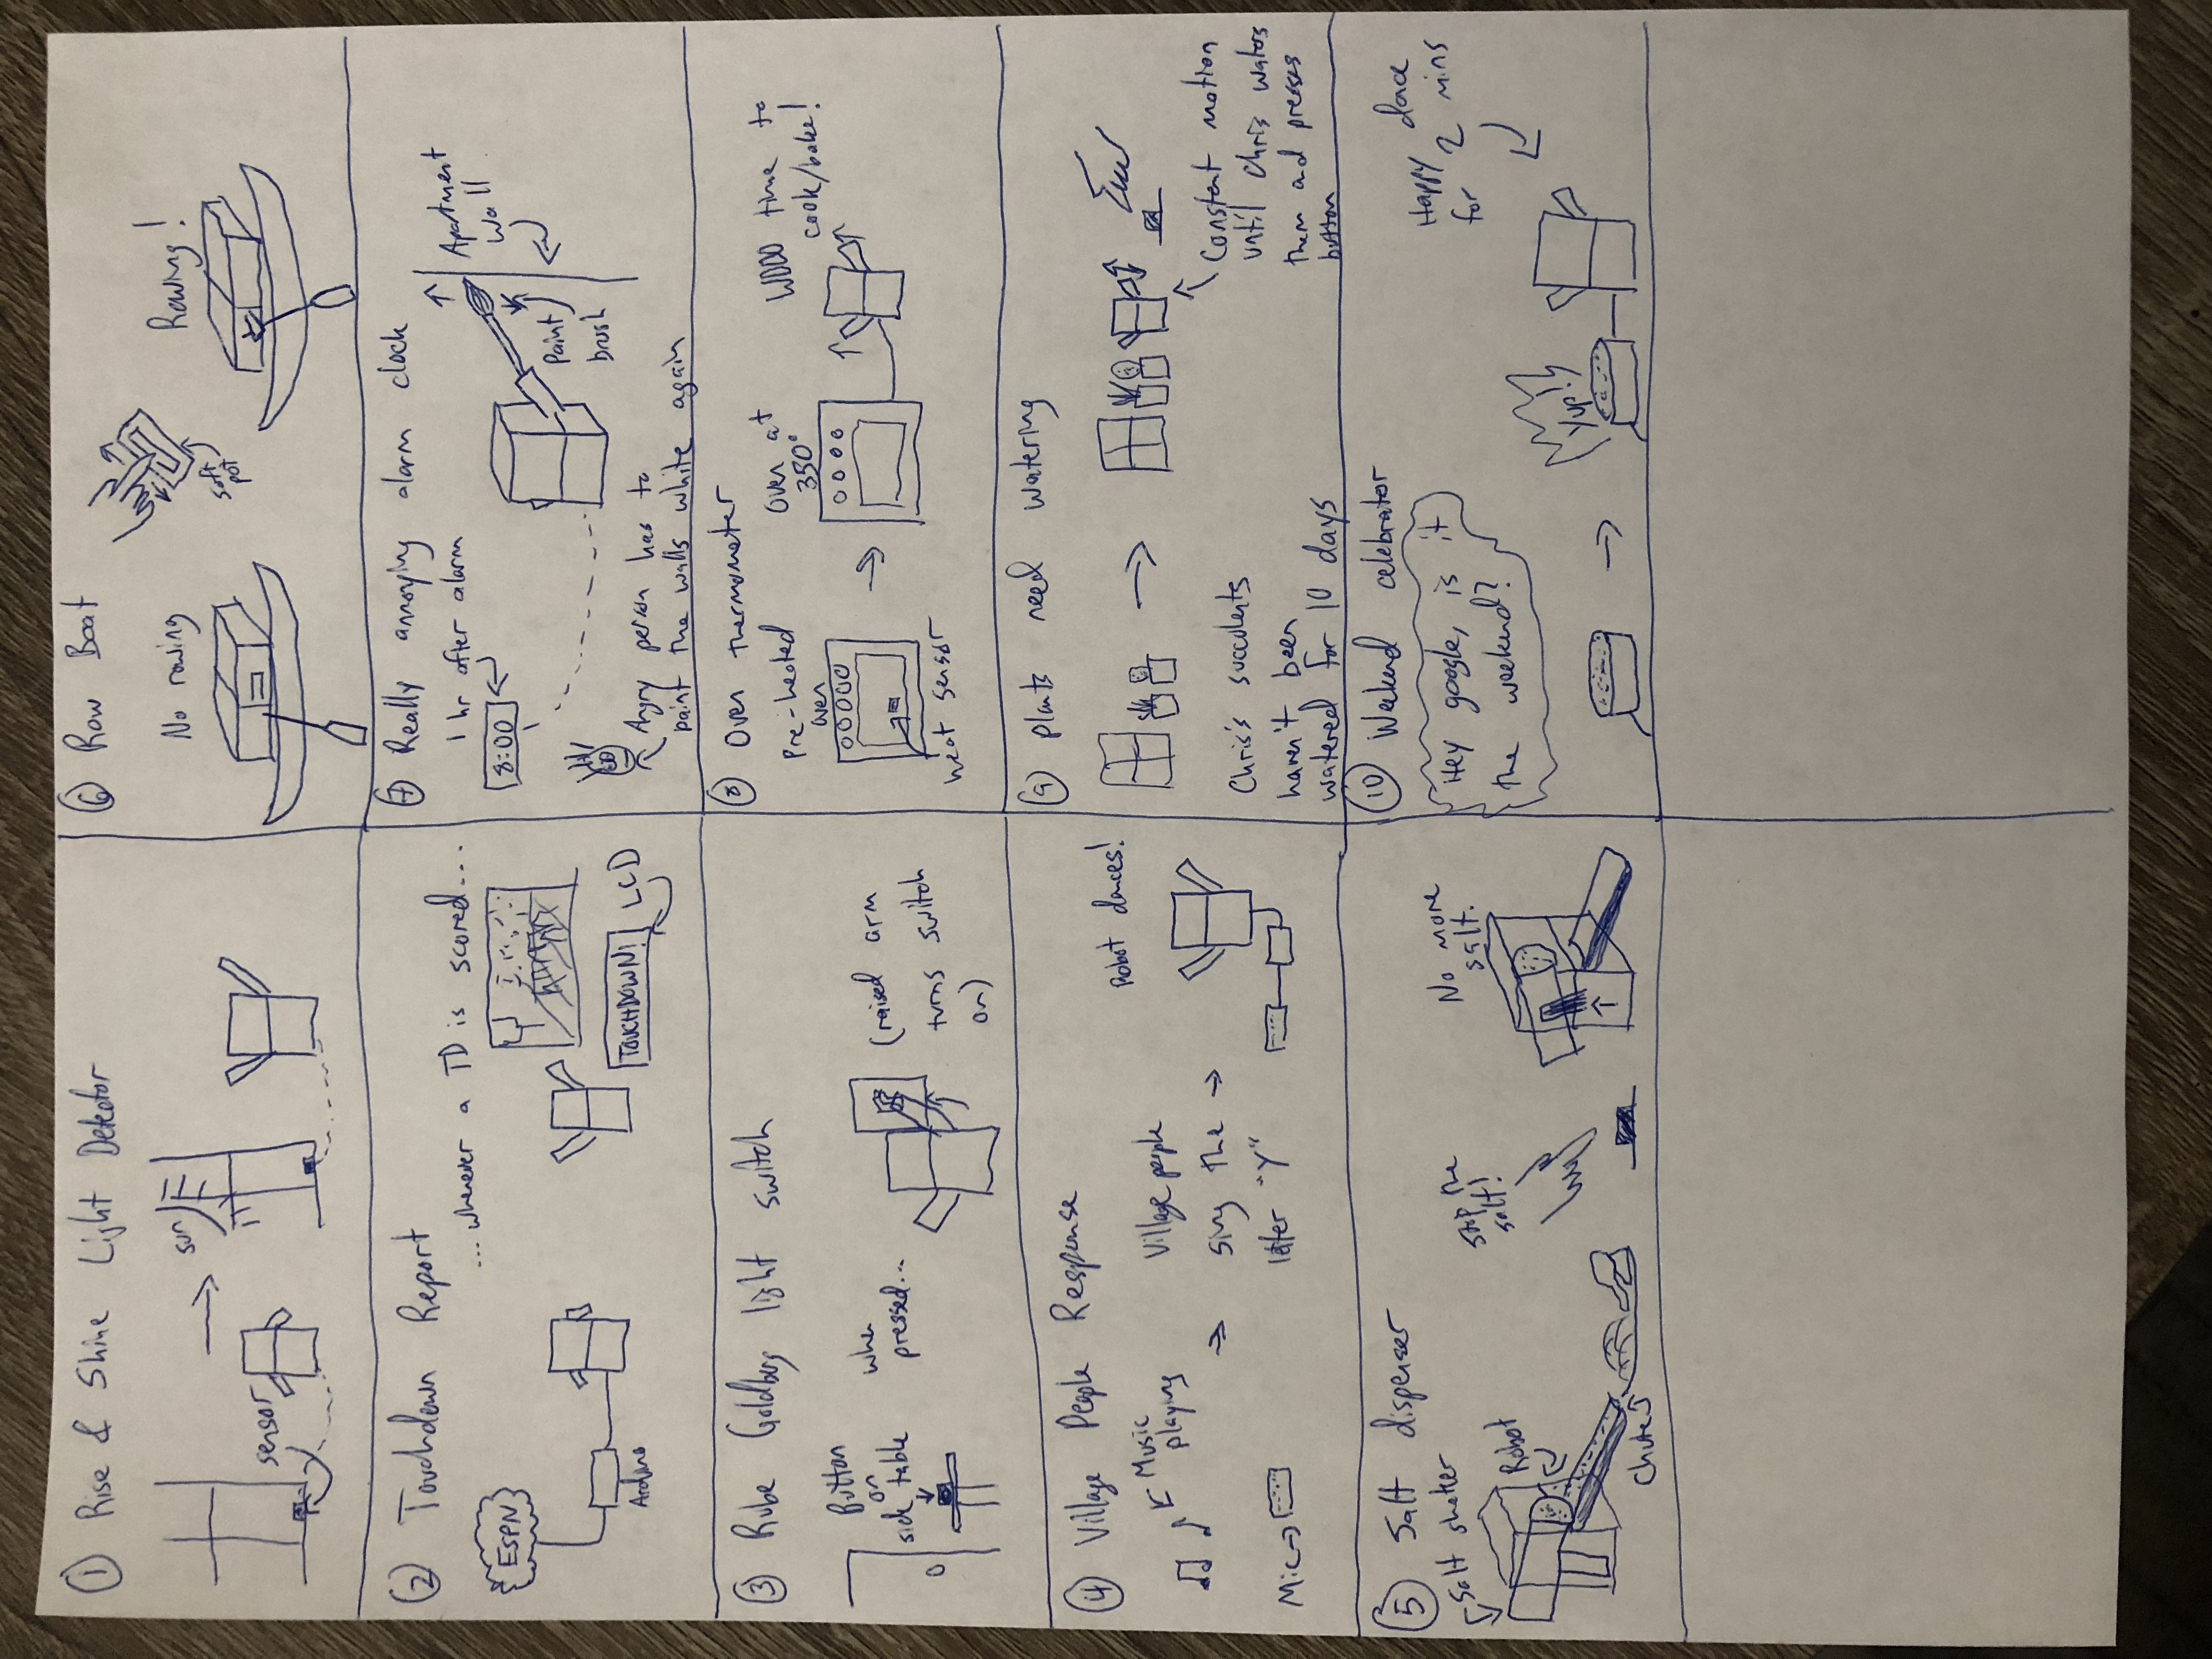 ① Rise & Shine Light Detector
sensor
sun
② Touchdown Report
...whenever a TD is scored...
ESPN
Arduino
TOUCHDOWN!
LCD
③ Rube Goldberg light switch
Button
on
side table
when
pressed...
(raised arm
turns switch
on)
④ Village People Response
Music
playing
Mic→
Village people
sing the
letter "Y"
Robot dances!
⑤ Salt dispenser
Salt shaker
Robot
Chute
Stop the
salt!
No more
salt.
⑥ Row Boat
No rowing
soft
pot
Rowing!
⑦ Really annoying alarm clock
1 hr after alarm
8:00
Apartment
wall
Paint
brush
Angry person has to
paint the walls white again
⑧ Oven thermometer
Pre-heated
oven
heat sensor
Oven at
350°
WOOO time to
cook/bake!
⑨ Plants need watering
Chris's succulents
haven't been
watered for 10 days
Constant motion
until Chris waters
them and presses
button
⑩ Weekend celebrator
Hey google, is it
the weekend?
Yup!
Happy dance
for 2 mins